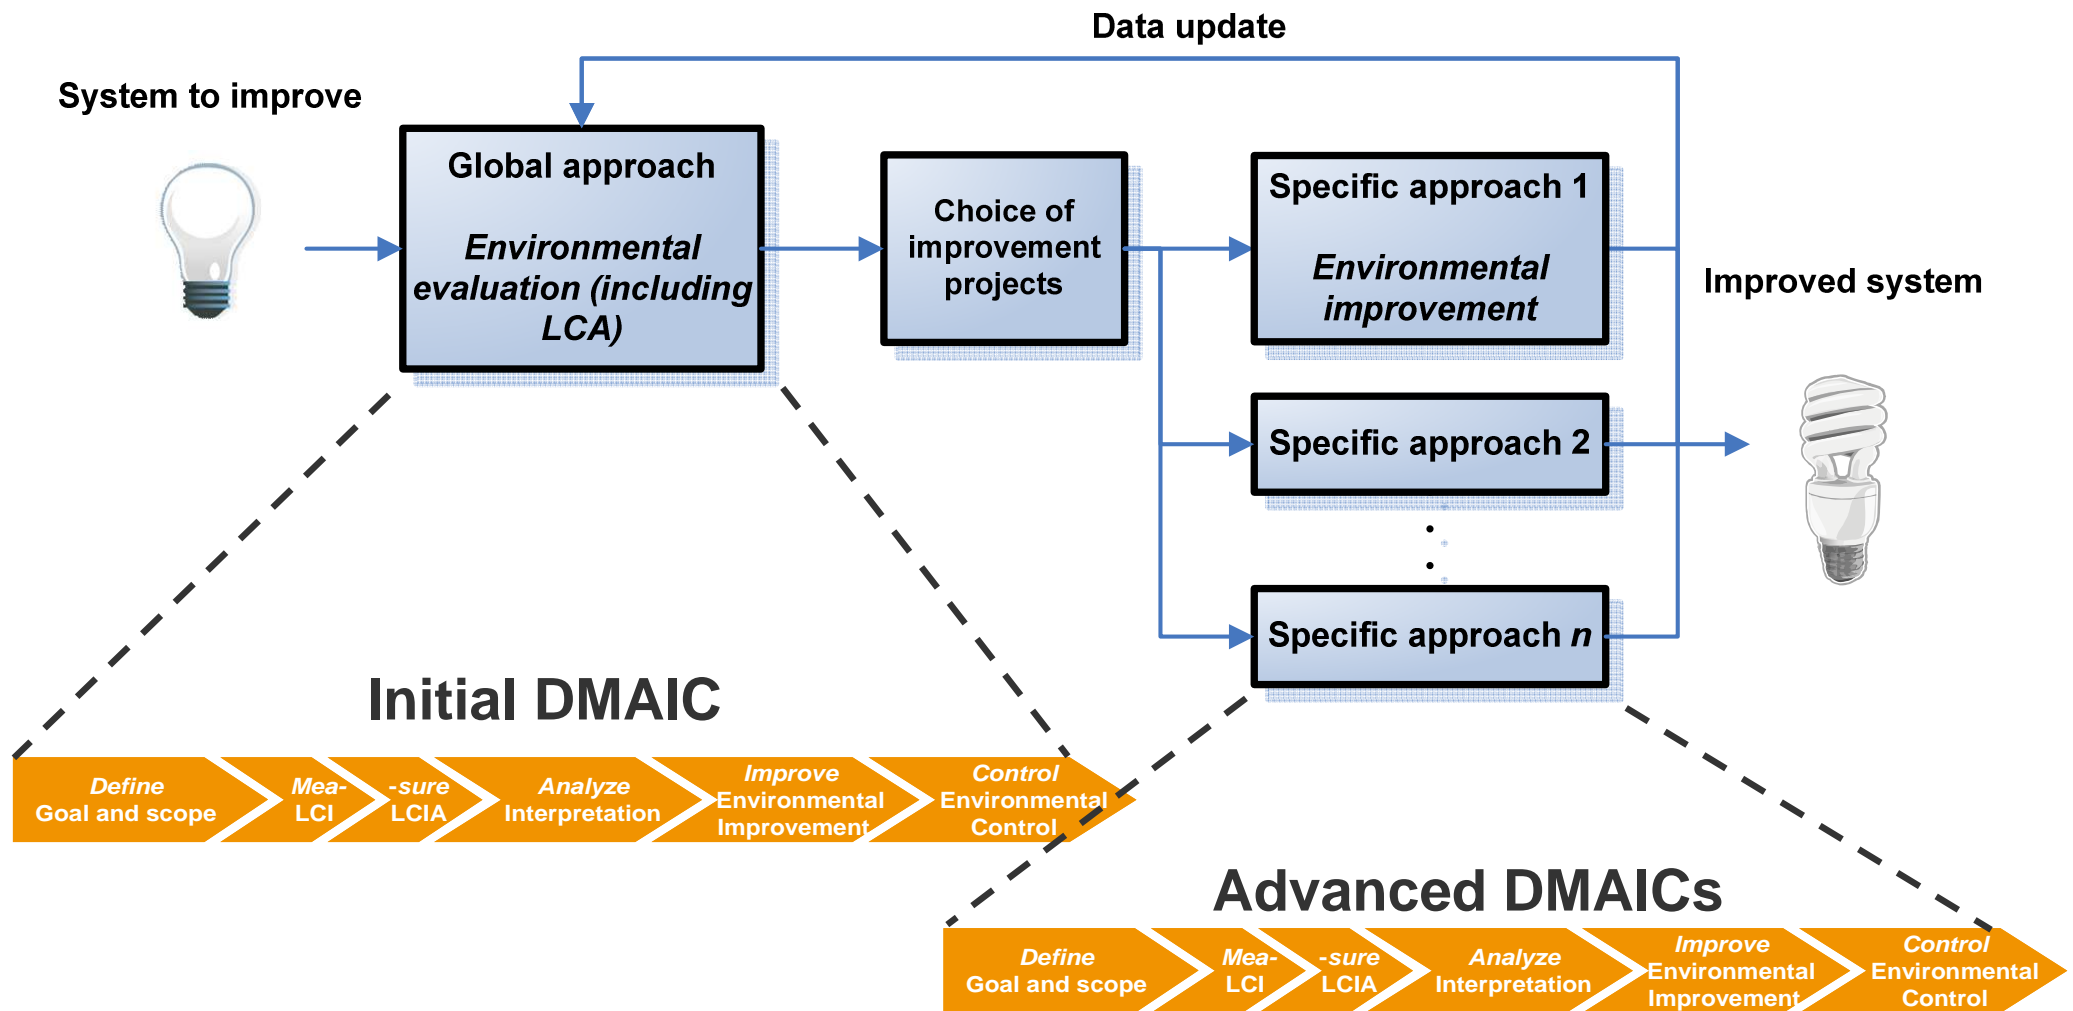 Data update
System to improve
Global approach
Environmental
evaluation (including
LCA)
Choice of
improvement
projects
Specific approach 1
Environmental
improvement
Improved system
Specific approach 2
Specific approach n
Initial DMAIC
Define
Goal and scope
Mea-
LCI
-sure
LCIA
Analyze
Interpretation
Improve
Environmental
Improvement
Control
Environmental
Control
Advanced DMAICs
Define
Goal and scope
Mea-
LCI
-sure
LCIA
Analyze
Interpretation
Improve
Environmental
Improvement
Control
Environmental
Control